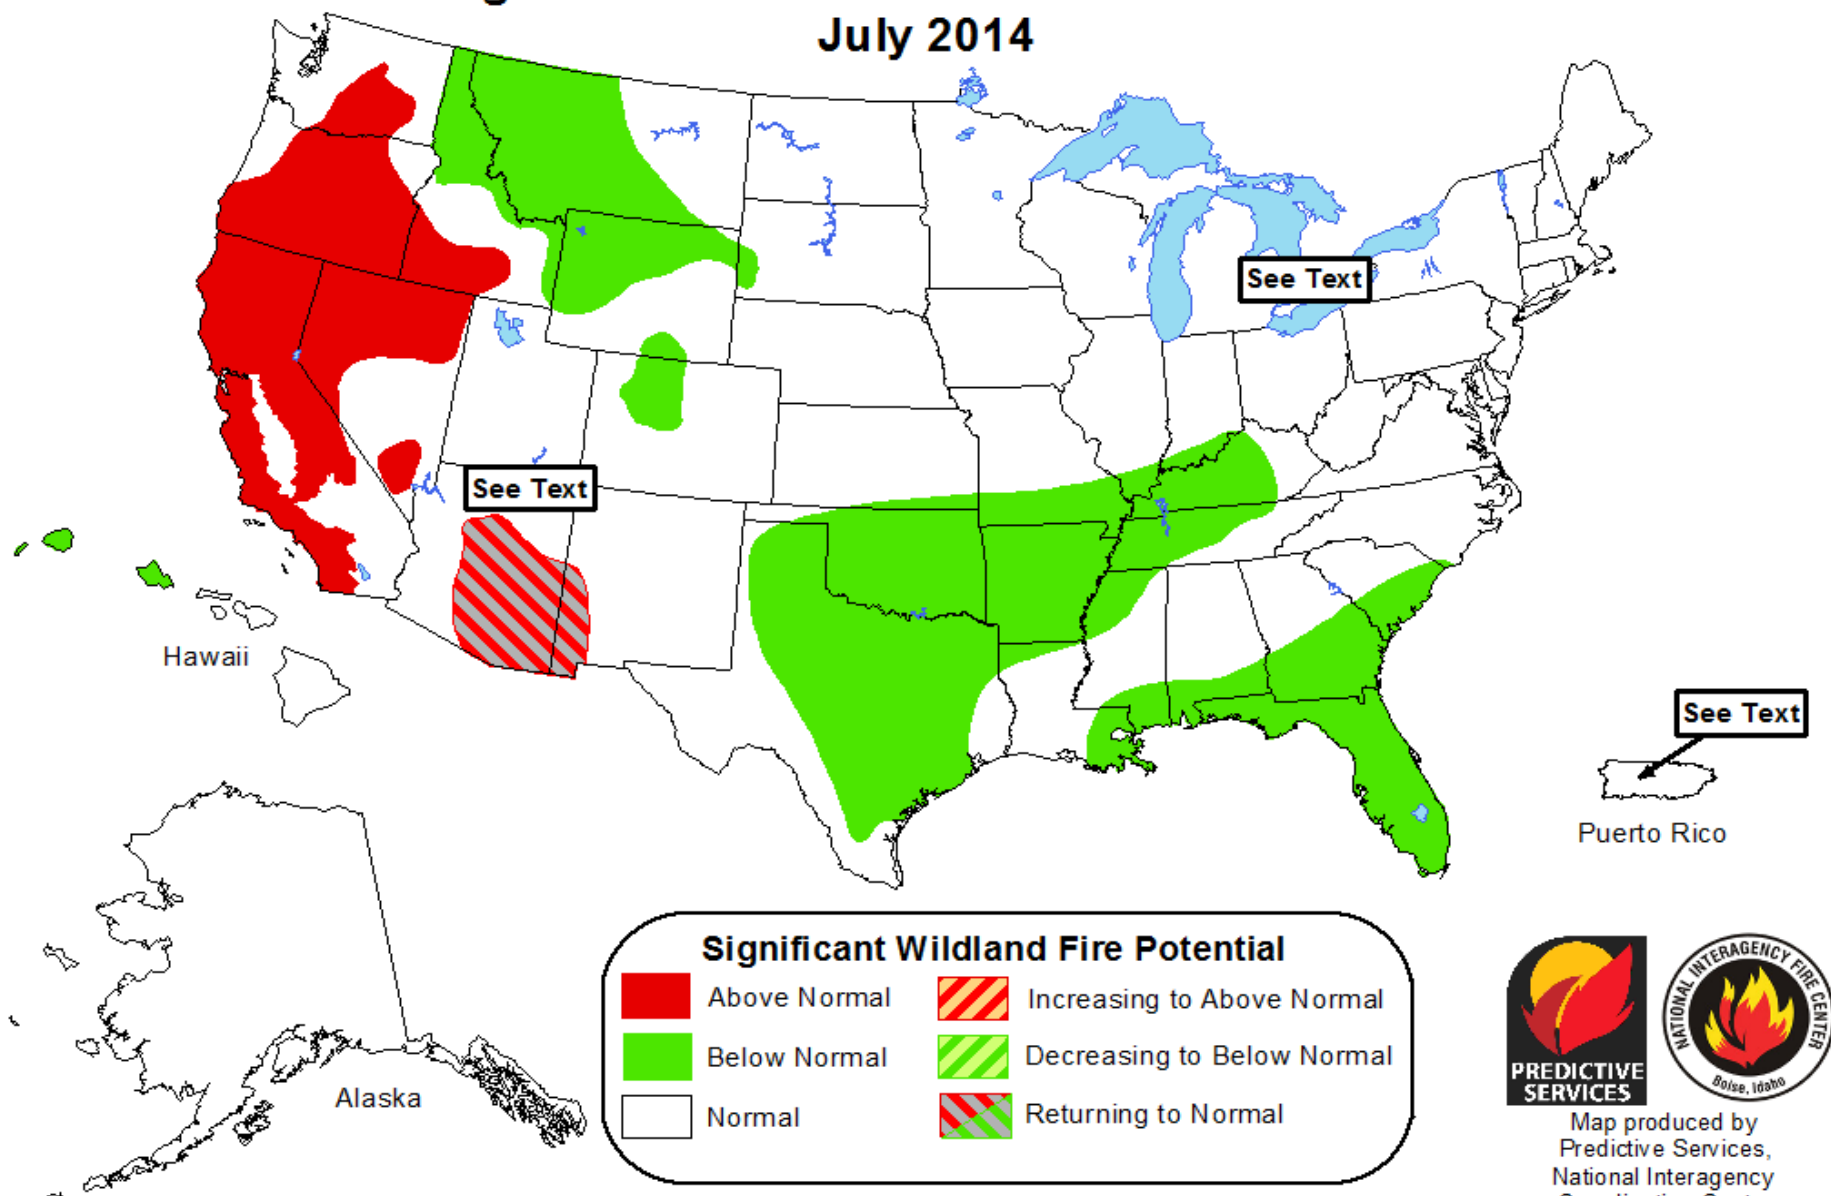 July 2014
See Text
See Text
Hawaii
See Text
Puerto Rico
Alaska
Significant Wildland Fire Potential
Above Normal
Increasing to Above Normal
Below Normal
Decreasing to Below Normal
Normal
Returning to Normal
PREDICTIVE
SERVICES
NATIONAL INTERAGENCY FIRE CENTER
Boise, Idaho
Map produced by
Predictive Services,
National Interagency